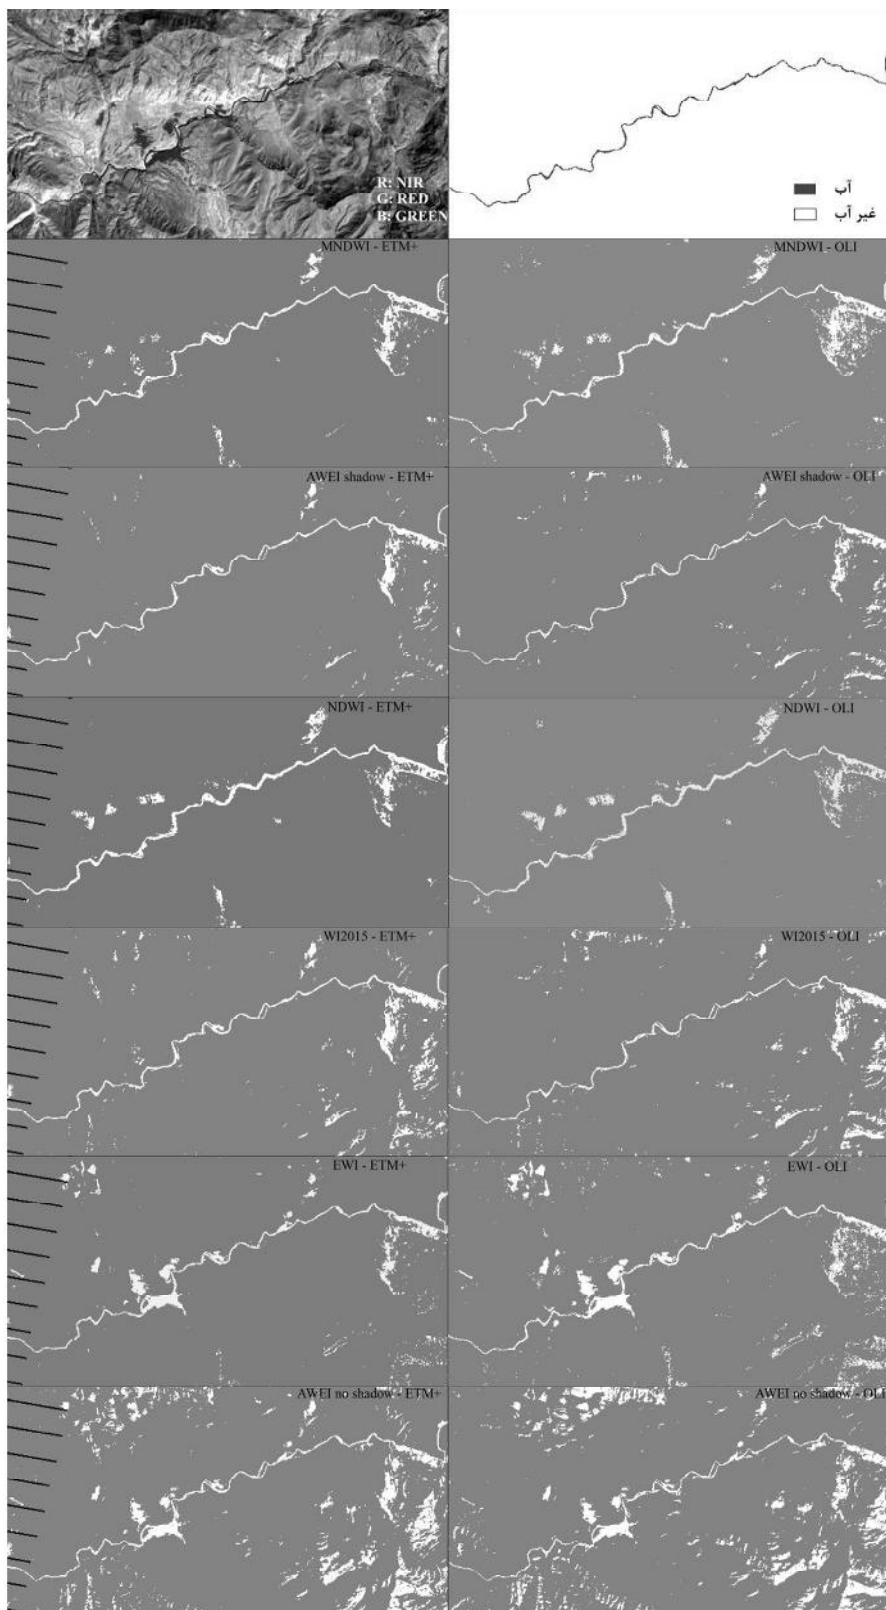 R: NIR
G: RED
B: GREEN
آب
غیر آب
MNDWI - ETM+
MNDWI - OLI
AWEI shadow - ETM+
AWEI shadow - OLI
NDWI - ETM+
NDWI - OLI
WI2015 - ETM+
WI2015 - OLI
EWI - ETM+
EWI - OLI
AWEI no shadow - ETM+
AWEI no shadow - OLI